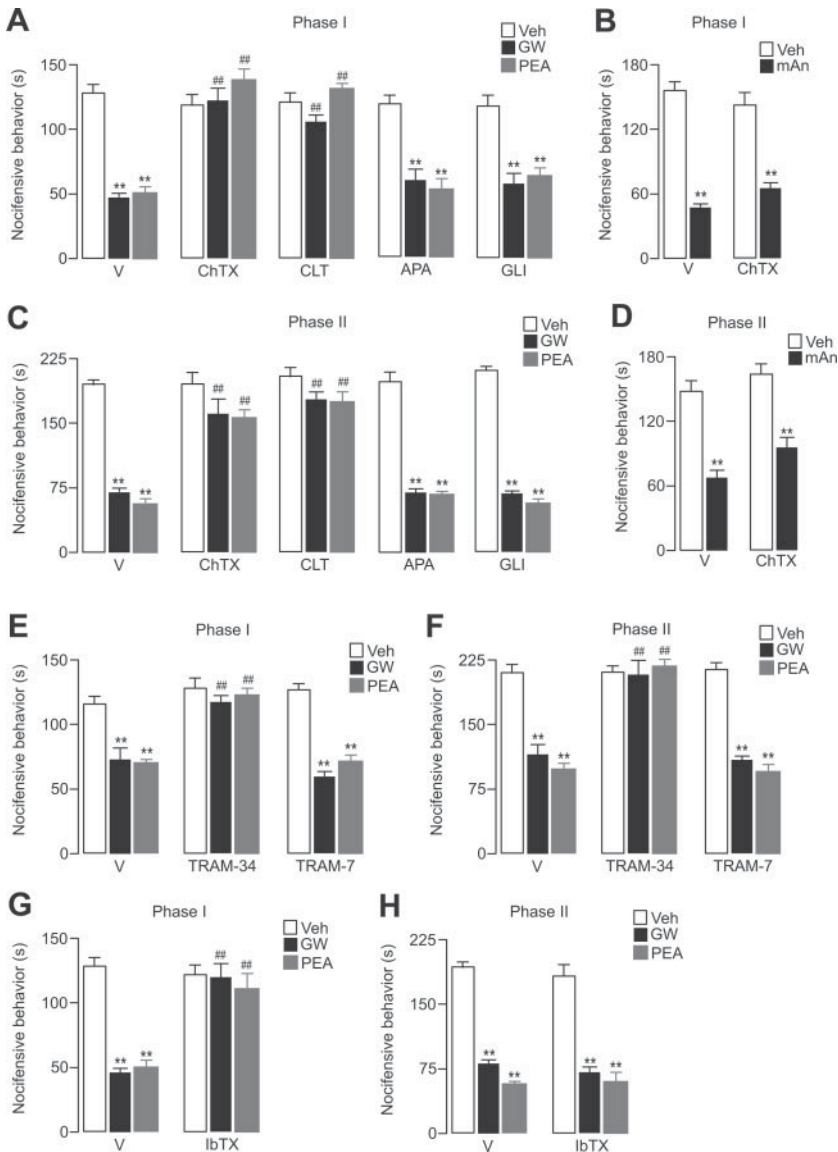 A
Phase I
Veh
GW
PEA
Nocifensive behavior (s)
150
100
50
0
**
**
##
##
##
##
**
**
**
**
V
ChTX
CLT
APA
GLI
B
Phase I
Veh
mAn
Nocifensive behavior (s)
180
120
60
0
**
**
V
ChTX
C
Phase II
Veh
GW
PEA
Nocifensive behavior (s)
225
150
75
0
**
**
##
##
##
##
**
**
**
**
V
ChTX
CLT
APA
GLI
D
Phase II
Veh
mAn
Nocifensive behavior (s)
180
120
60
0
**
**
V
ChTX
E
Phase I
Veh
GW
PEA
Nocifensive behavior (s)
150
100
50
0
**
**
##
##
**
**
V
TRAM-34
TRAM-7
F
Phase II
Veh
GW
PEA
Nocifensive behavior (s)
225
150
75
0
**
**
##
##
**
**
V
TRAM-34
TRAM-7
G
Phase I
Veh
GW
PEA
Nocifensive behavior (s)
150
100
50
0
**
**
##
##
V
IbTX
H
Phase II
Veh
GW
PEA
Nocifensive behavior (s)
225
150
75
0
**
**
**
**
V
IbTX